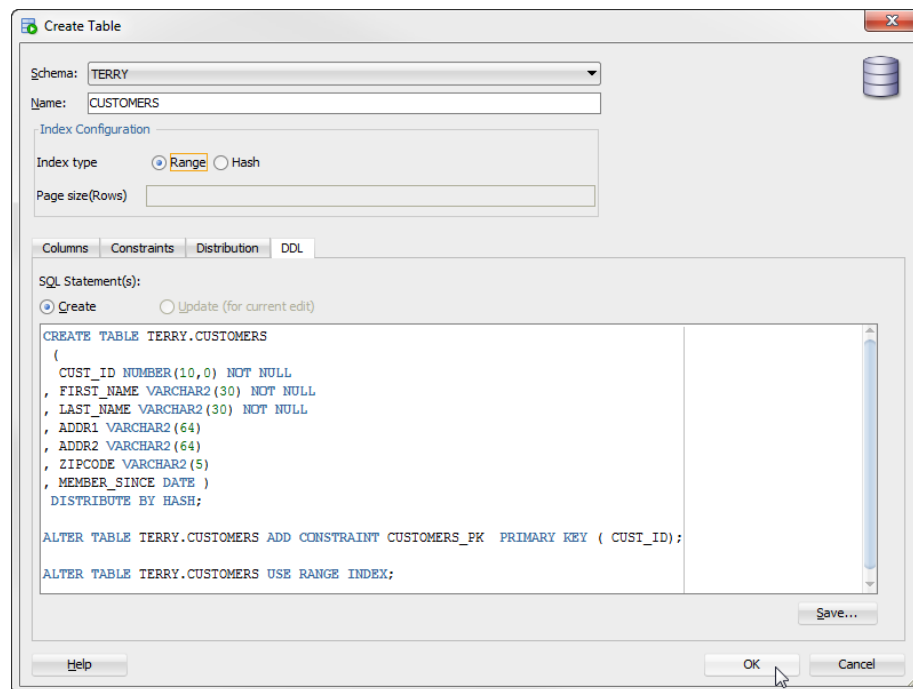 Create Table
Schema: TERRY
Name: CUSTOMERS
Index Configuration
Index type Range Hash
Page size(Rows)
Columns Constraints Distribution DDL
SQL Statement(s):
Create Update (for current edit)
CREATE TABLE TERRY.CUSTOMERS
(
CUST_ID NUMBER(10,0) NOT NULL
, FIRST_NAME VARCHAR2(30) NOT NULL
, LAST_NAME VARCHAR2(30) NOT NULL
, ADDR1 VARCHAR2(64)
, ADDR2 VARCHAR2(64)
, ZIPCODE VARCHAR2(5)
, MEMBER_SINCE DATE )
DISTRIBUTE BY HASH;
ALTER TABLE TERRY.CUSTOMERS ADD CONSTRAINT CUSTOMERS_PK PRIMARY KEY ( CUST_ID);
ALTER TABLE TERRY.CUSTOMERS USE RANGE INDEX;
Save...
Help OK Cancel